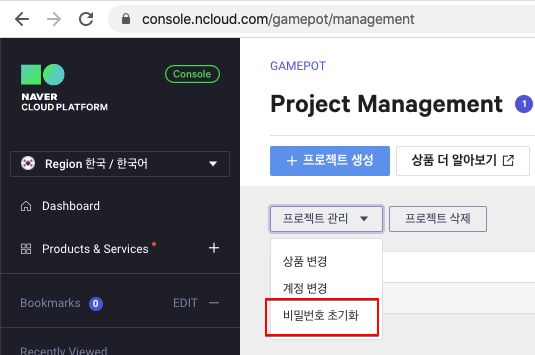 console.ncloud.com/gamepot/management
NAVER
CLOUD PLATFORM
Console
Region 한국 / 한국어
Dashboard
Products & Services
Bookmarks 0 EDIT
Recently Viewed
GAMEPOT
Project Management 1
+ 프로젝트 생성
상품 더 알아보기
프로젝트 관리
프로젝트 삭제
상품 변경
계정 변경
비밀번호 초기화